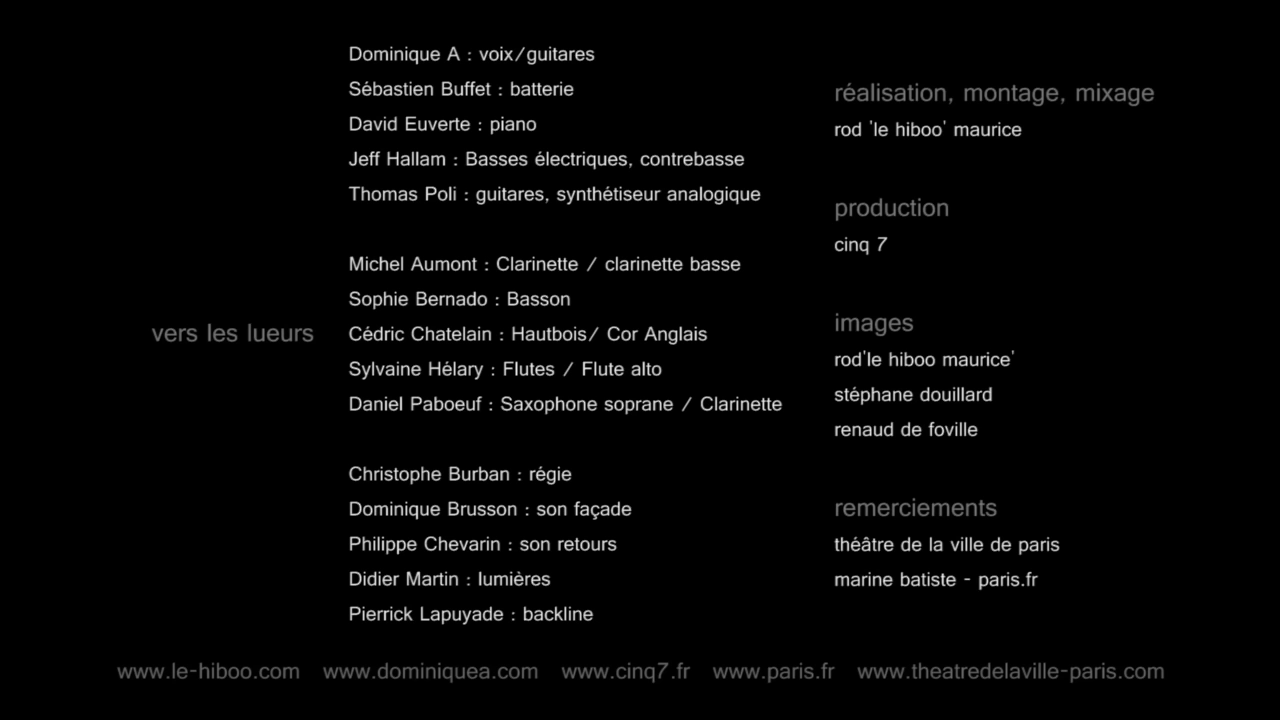 vers les lueurs
Dominique A : voix/guitares
Sébastien Buffet : batterie
David Euverte : piano
Jeff Hallam : Basses électriques, contrebasse
Thomas Poli : guitares, synthétiseur analogique
Michel Aumont : Clarinette / clarinette basse
Sophie Bernado : Basson
Cédric Chatelain : Hautbois/ Cor Anglais
Sylvaine Hélary : Flutes / Flute alto
Daniel Paboeuf : Saxophone soprane / Clarinette
Christophe Burban : régie
Dominique Brusson : son façade
Philippe Chevarin : son retours
Didier Martin : lumières
Pierrick Lapuyade : backline
réalisation, montage, mixage
rod 'le hiboo' maurice
production
cinq 7
images
rod'le hiboo maurice'
stéphane douillard
renaud de foville
remerciements
théâtre de la ville de paris
marine batiste - paris.fr
www.le-hiboo.com www.dominiquea.com www.cinq7.fr www.paris.fr www.theatredelaville-paris.com